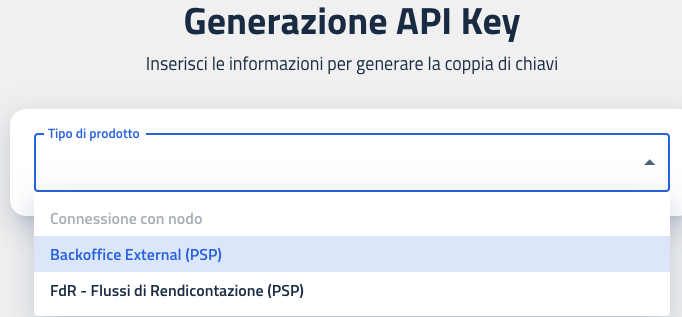 Generazione API Key
Inserisci le informazioni per generare la coppia di chiavi
Tipo di prodotto
Connessione con nodo
Backoffice External (PSP)
FdR - Flussi di Rendicontazione (PSP)